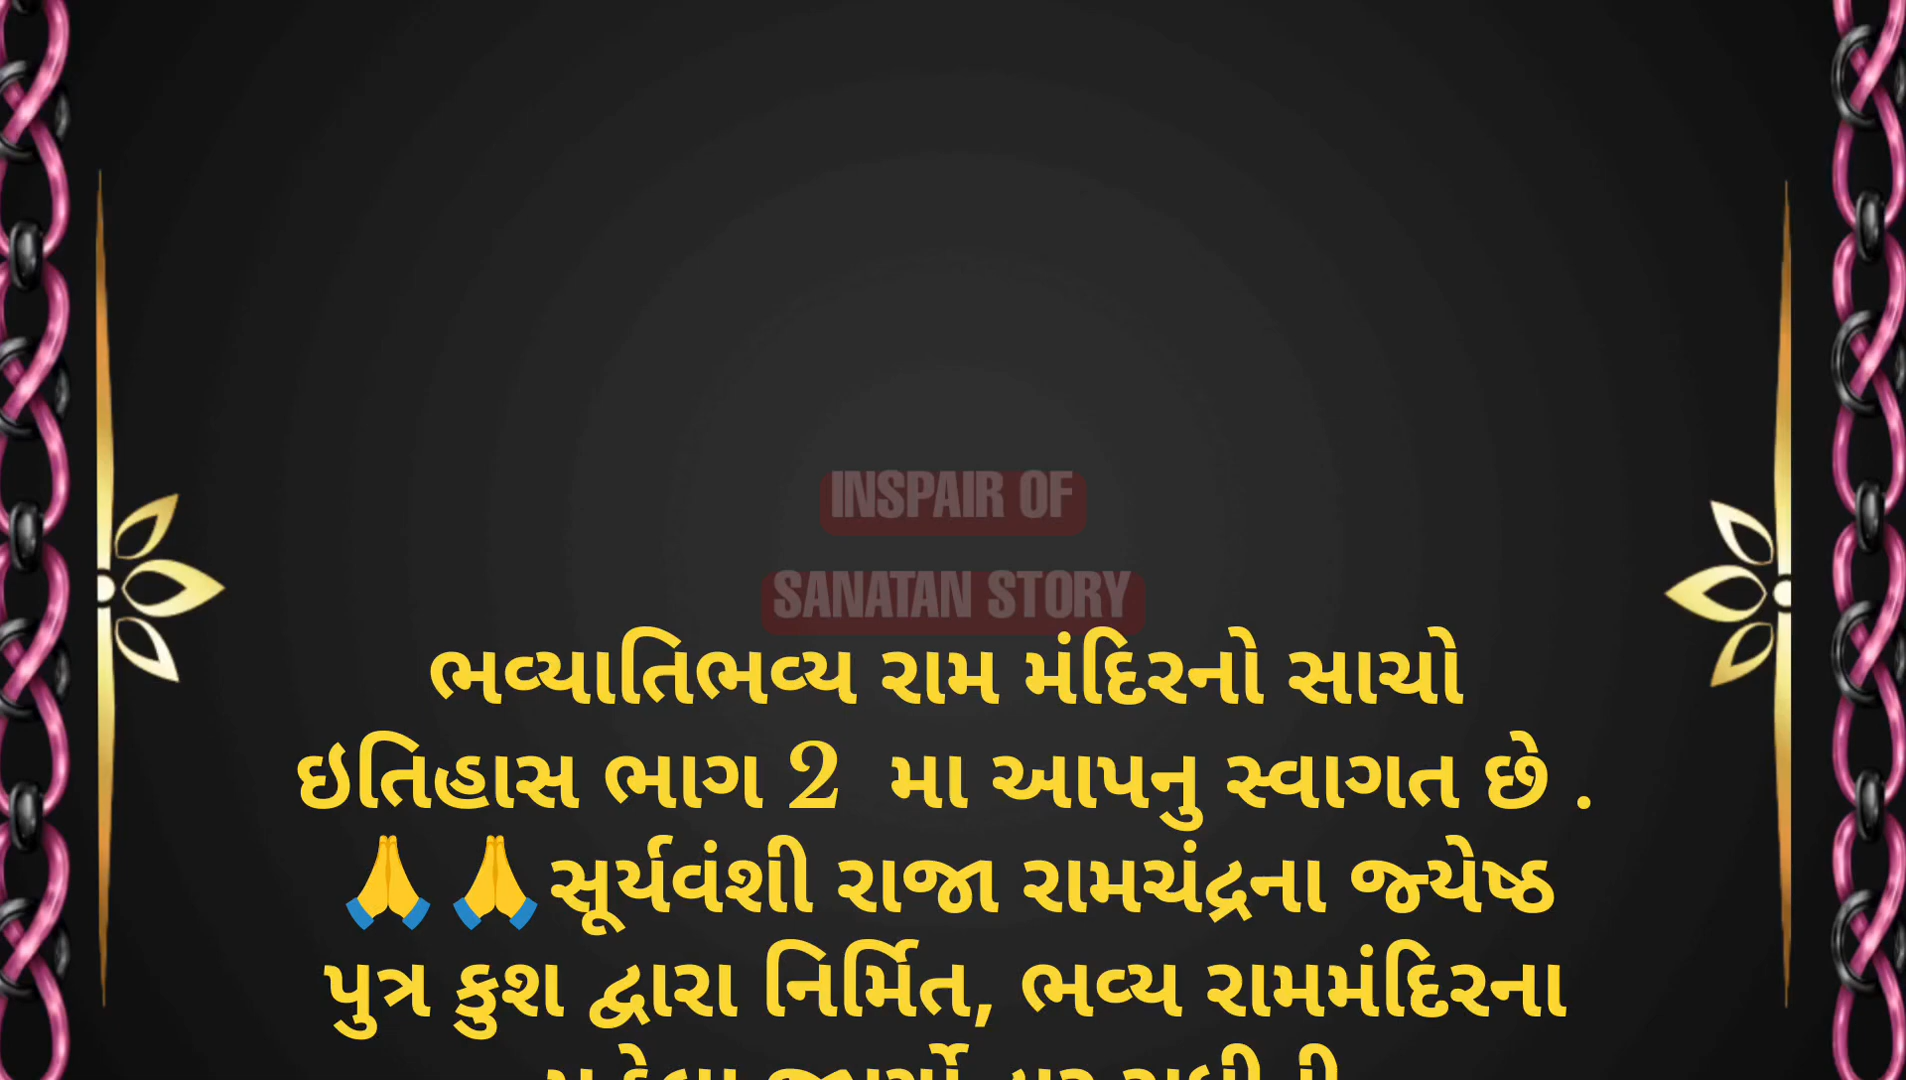 INSPAIR OF
SANATAN STORY
ભવ્યાતિભવ્ય રામ મંદિરનો સાચો
ઇતિહાસ ભાગ 2 મા આપનુ સ્વાગત છે .
🙏🙏સૂર્યવંશી રાજા રામચંદ્રના જ્યેષ્ઠ
પુત્ર કુશ દ્વારા નિર્મિત, ભવ્ય રામમંદિરના